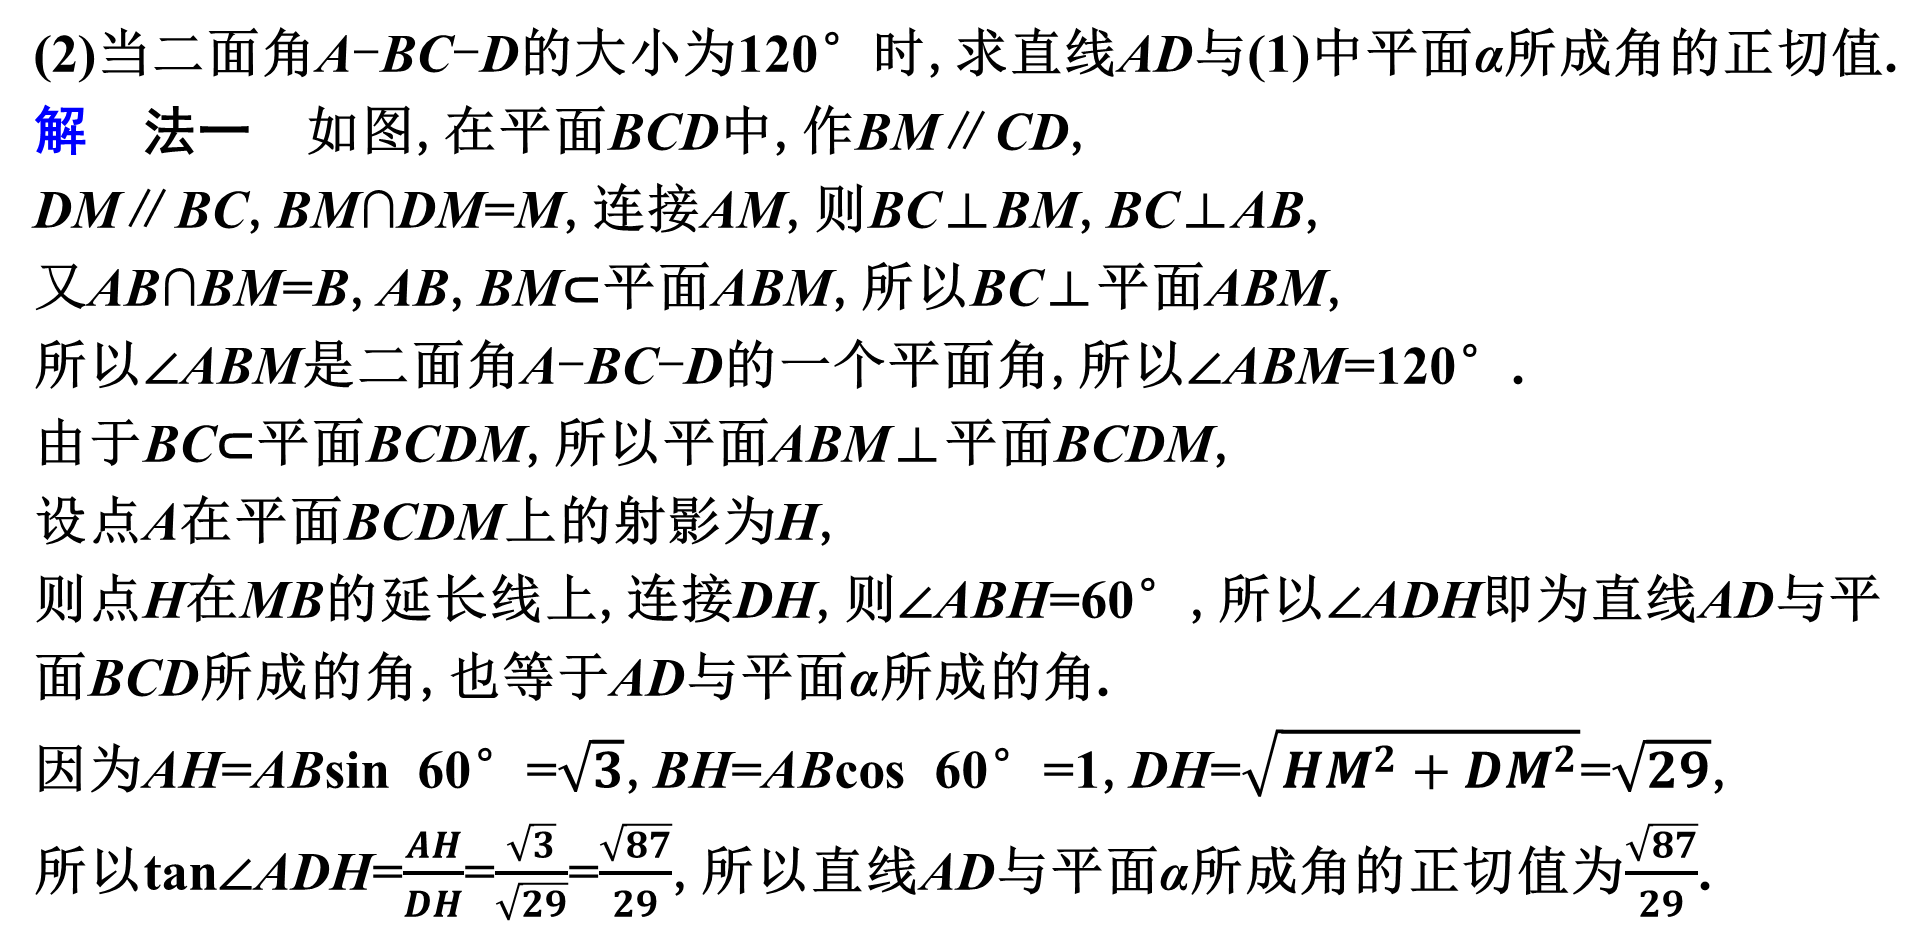 (2)当二面角A-BC-D的大小为120°时,求直线AD与(1)中平面α所成角的正切值.
解 法一 如图,在平面BCD中,作BM∥CD,
DM∥BC,BM∩DM=M,连接AM,则BC⊥BM,BC⊥AB,
又AB∩BM=B,AB,BM⊂平面ABM,所以BC⊥平面ABM,
所以∠ABM是二面角A-BC-D的一个平面角,所以∠ABM=120°.
由于BC⊂平面BCDM,所以平面ABM⊥平面BCDM,
设点A在平面BCDM上的射影为H,
则点H在MB的延长线上,连接DH,则∠ABH=60°,所以∠ADH即为直线AD与平
面BCD所成的角,也等于AD与平面α所成的角.
因为AH=ABsin 60°=√3,BH=ABcos 60°=1,DH=√(HM²+DM²)=√29,
所以tan∠ADH=AH/DH=√3/√29=√87/29,所以直线AD与平面α所成角的正切值为√87/29.